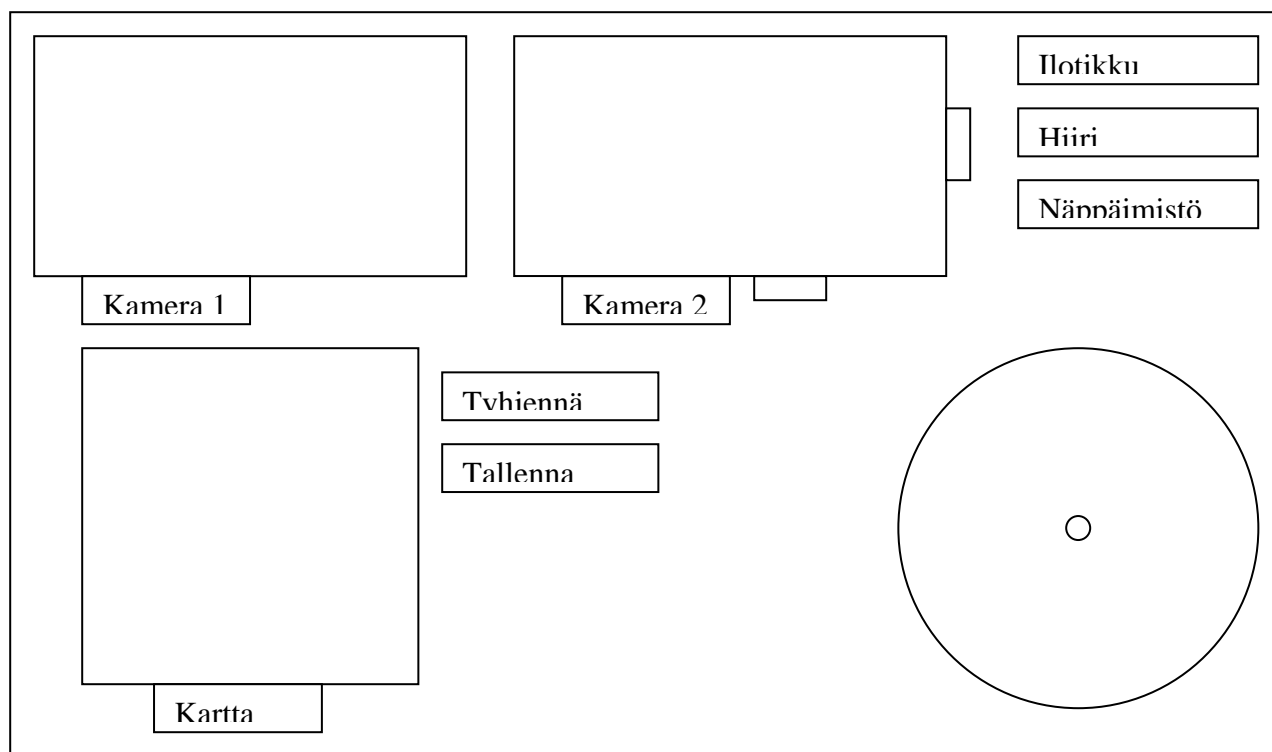 Ilotikku
Hiiri
Näppäimistö
Kamera 1
Kamera 2
Tyhjennä
Tallenna
Kartta